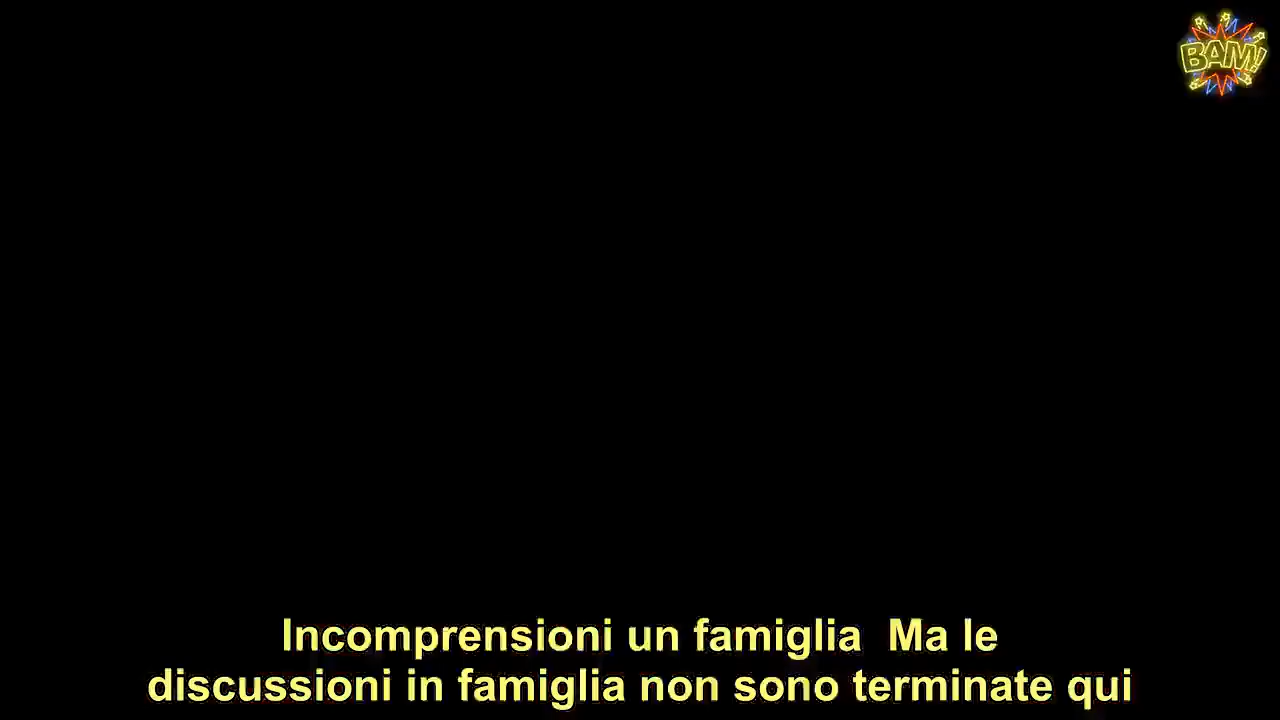 BAM!
Incomprensioni un famiglia  Ma le
discussioni in famiglia non sono terminate qui